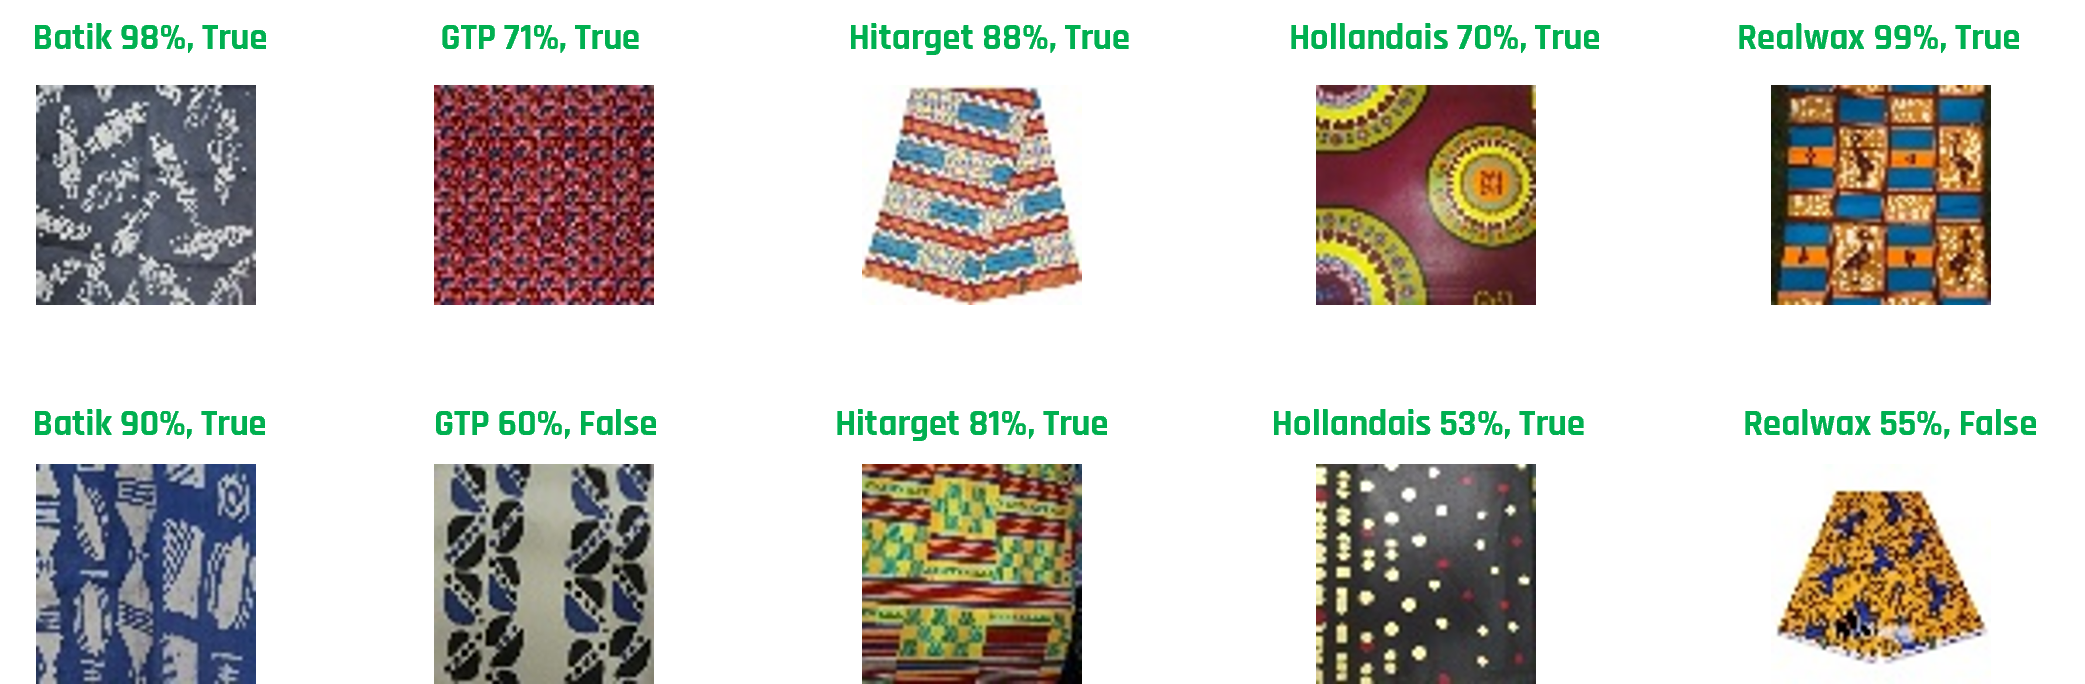 Batik 98%, True
GTP 71%, True
Hitarget 88%, True
Hollandais 70%, True
Realwax 99%, True
Batik 90%, True
GTP 60%, False
Hitarget 81%, True
Hollandais 53%, True
Realwax 55%, False